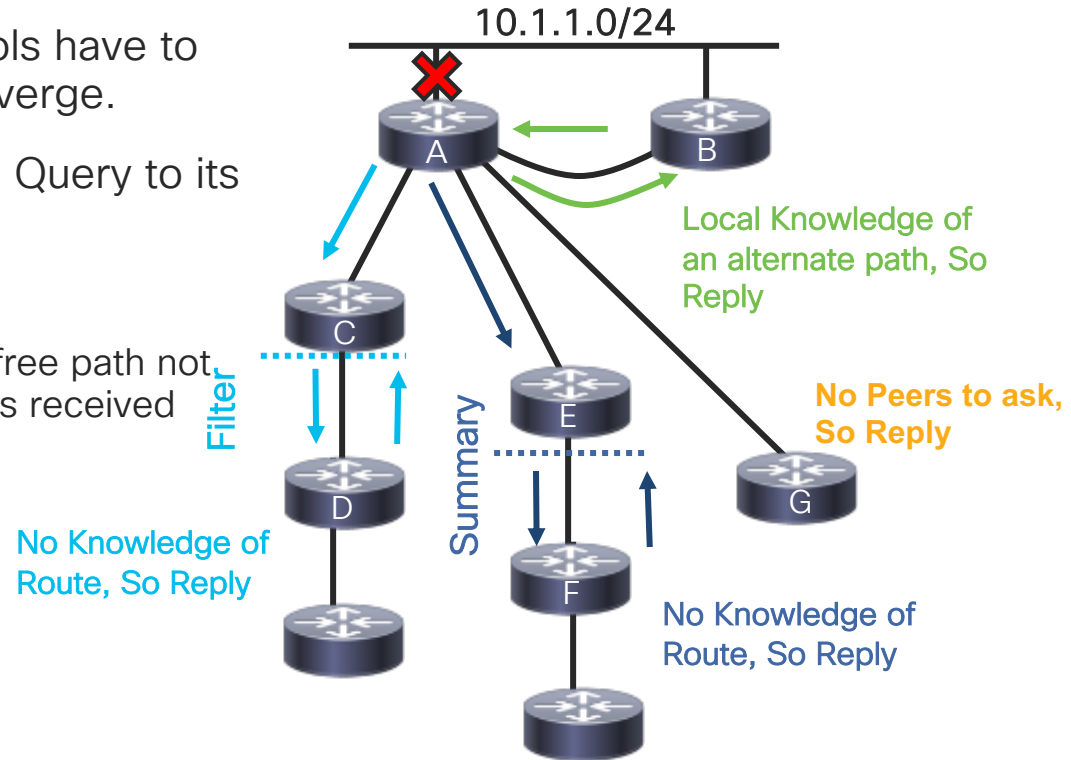 10.1.1.0/24
ols have to
verge.
Query to its
free path not
s received
A
B
Local Knowledge of
an alternate path, So
Reply
C
Filter
E
No Peers to ask,
So Reply
Summary
D
G
No Knowledge of
Route, So Reply
F
No Knowledge of
Route, So Reply